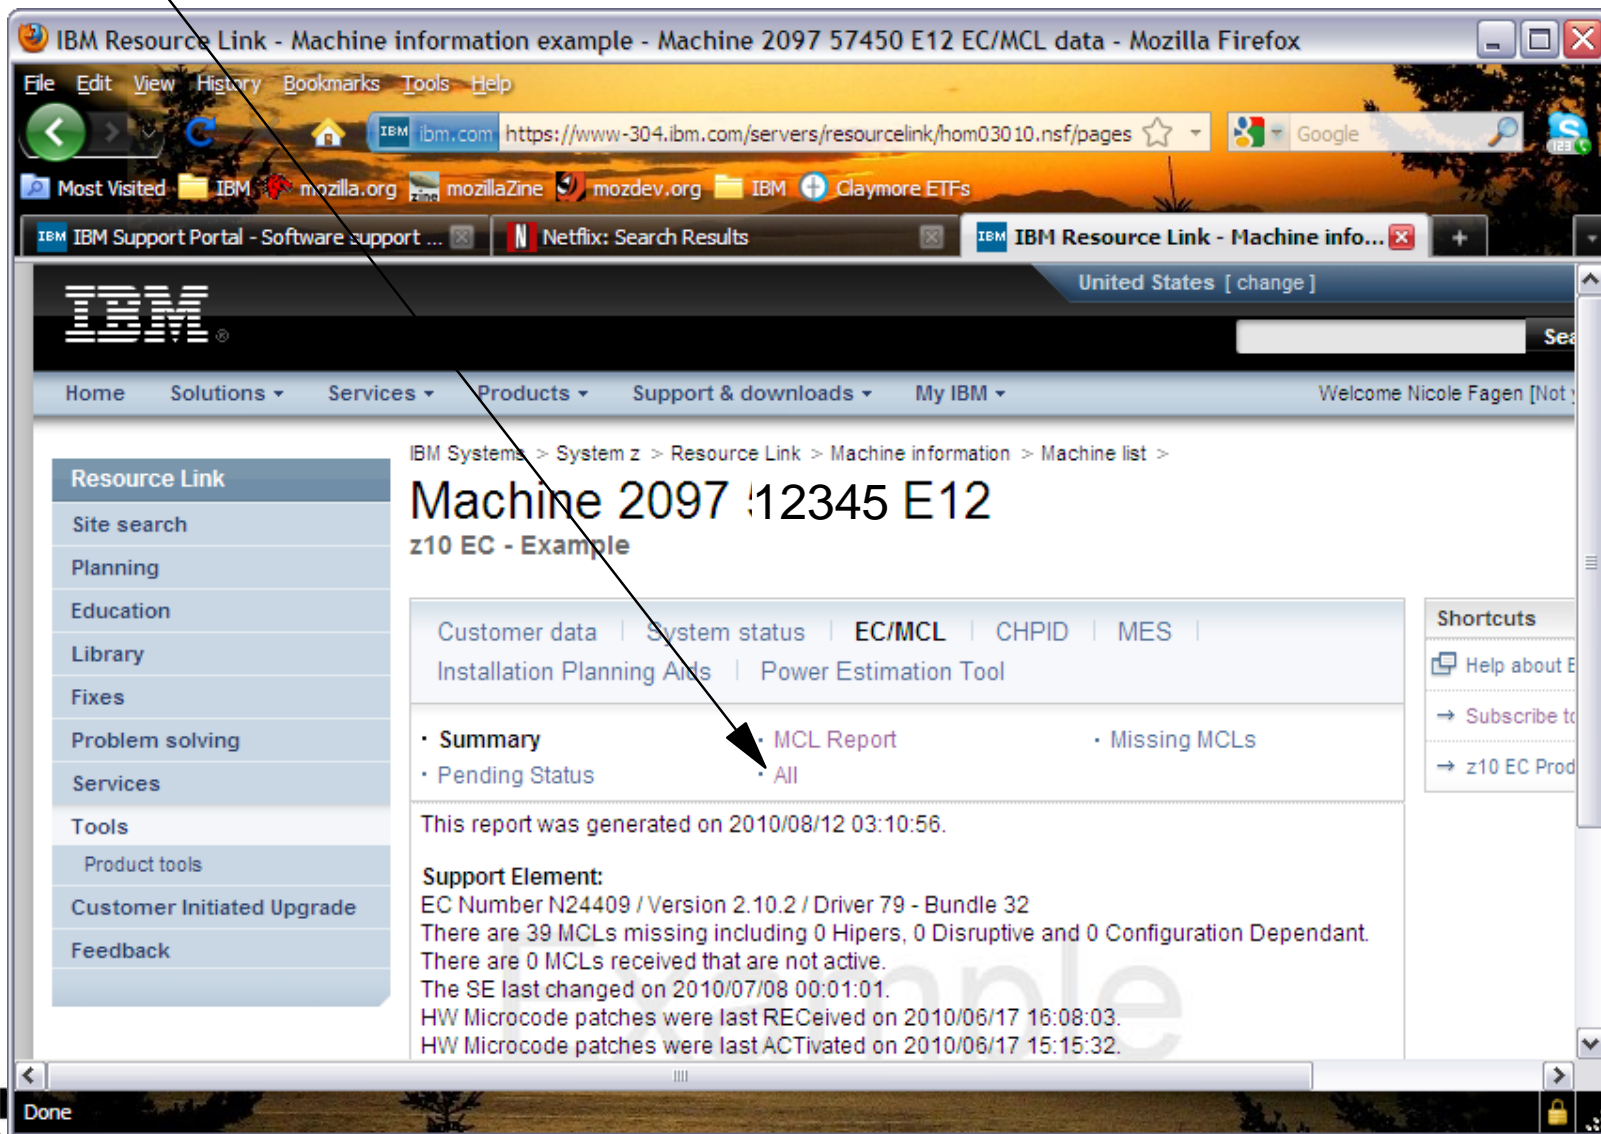 IBM Resource Link - Machine information example - Machine 2097 57450 E12 EC/MCL data - Mozilla Firefox
File Edit View History Bookmarks Tools Help
IBM ibm.com https://www-304.ibm.com/servers/resourcelink/hom03010.nsf/pages Google
Most Visited IBM mozilla.org mozillaZine mozdev.org IBM Claymore ETFs
IBM IBM Support Portal - Software support ... N Netflix: Search Results IBM IBM Resource Link - Machine info... +
United States [ change ]
IBM ®
Sea
Home Solutions Services Products Support & downloads My IBM Welcome Nicole Fagen [Not
IBM Systems > System z > Resource Link > Machine information > Machine list >
Machine 2097 12345 E12
z10 EC - Example
Resource Link
Site search
Planning
Education
Library
Fixes
Problem solving
Services
Tools
Product tools
Customer Initiated Upgrade
Feedback
Customer data | System status | EC/MCL | CHPID | MES |
Installation Planning Aids | Power Estimation Tool
· Summary · MCL Report · Missing MCLs
· Pending Status · All
This report was generated on 2010/08/12 03:10:56.
Support Element:
EC Number N24409 / Version 2.10.2 / Driver 79 - Bundle 32
There are 39 MCLs missing including 0 Hipers, 0 Disruptive and 0 Configuration Dependant.
There are 0 MCLs received that are not active.
The SE last changed on 2010/07/08 00:01:01.
HW Microcode patches were last RECeived on 2010/06/17 16:08:03.
HW Microcode patches were last ACTivated on 2010/06/17 15:15:32.
Example
Shortcuts
Help about E
→ Subscribe to
→ z10 EC Prod
Done